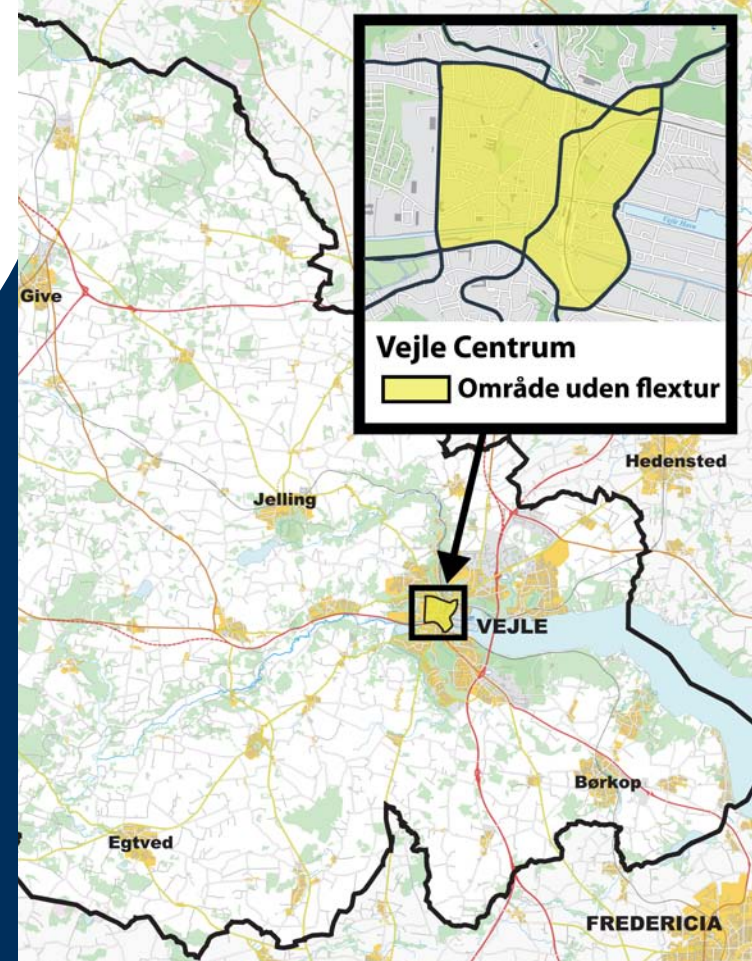 Vejle Havn
Vejle Centrum
Område uden flextur
Give
Hedensted
Jelling
VEJLE
Børkop
Egtved
FREDERICIA